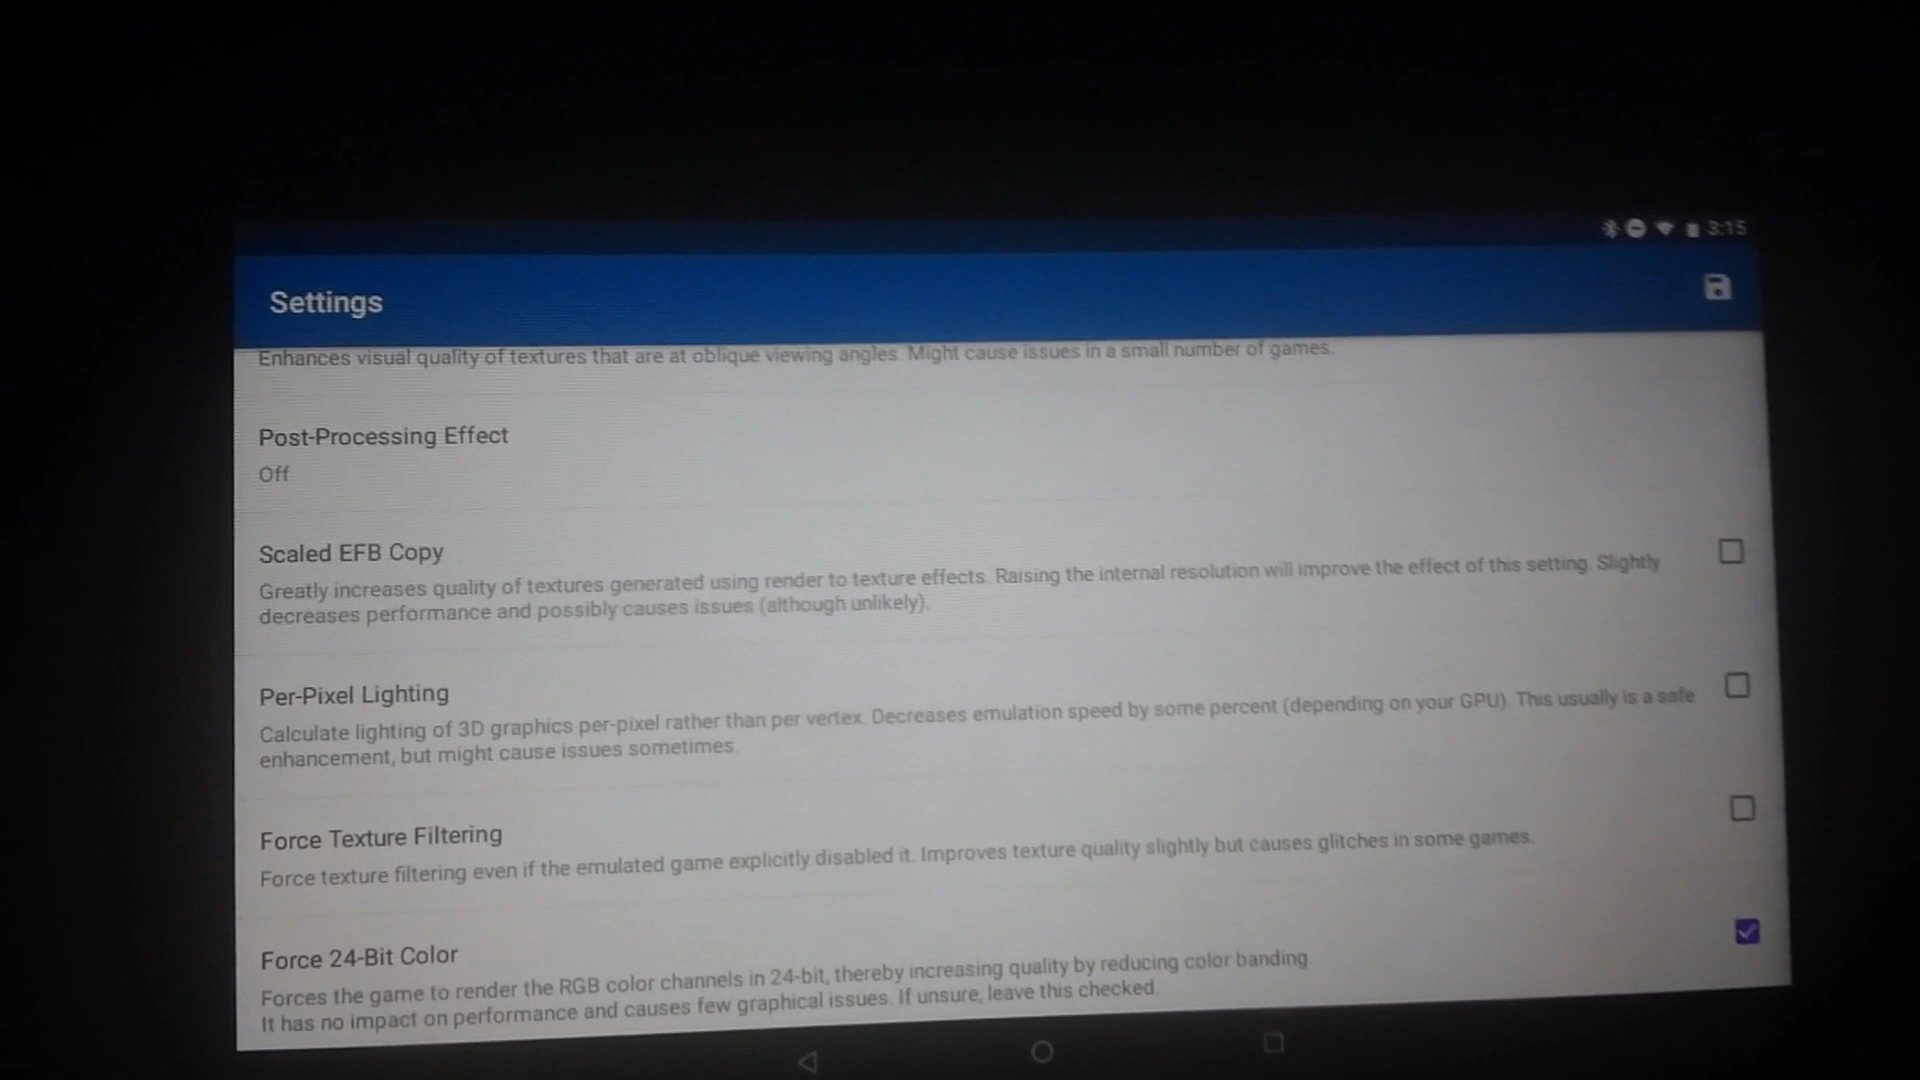 3:15
Settings
Enhances visual quality of textures that are at oblique viewing angles. Might cause issues in a small number of games.
Post-Processing Effect
Off
Scaled EFB Copy
Greatly increases quality of textures generated using render to texture effects. Raising the internal resolution will improve the effect of this setting. Slightly
decreases performance and possibly causes issues (although unlikely).
Per-Pixel Lighting
Calculate lighting of 3D graphics per-pixel rather than per vertex. Decreases emulation speed by some percent (depending on your GPU). This usually is a safe
enhancement, but might cause issues sometimes.
Force Texture Filtering
Force texture filtering even if the emulated game explicitly disabled it. Improves texture quality slightly but causes glitches in some games.
Force 24-Bit Color
Forces the game to render the RGB color channels in 24-bit, thereby increasing quality by reducing color banding.
It has no impact on performance and causes few graphical issues. If unsure, leave this checked.